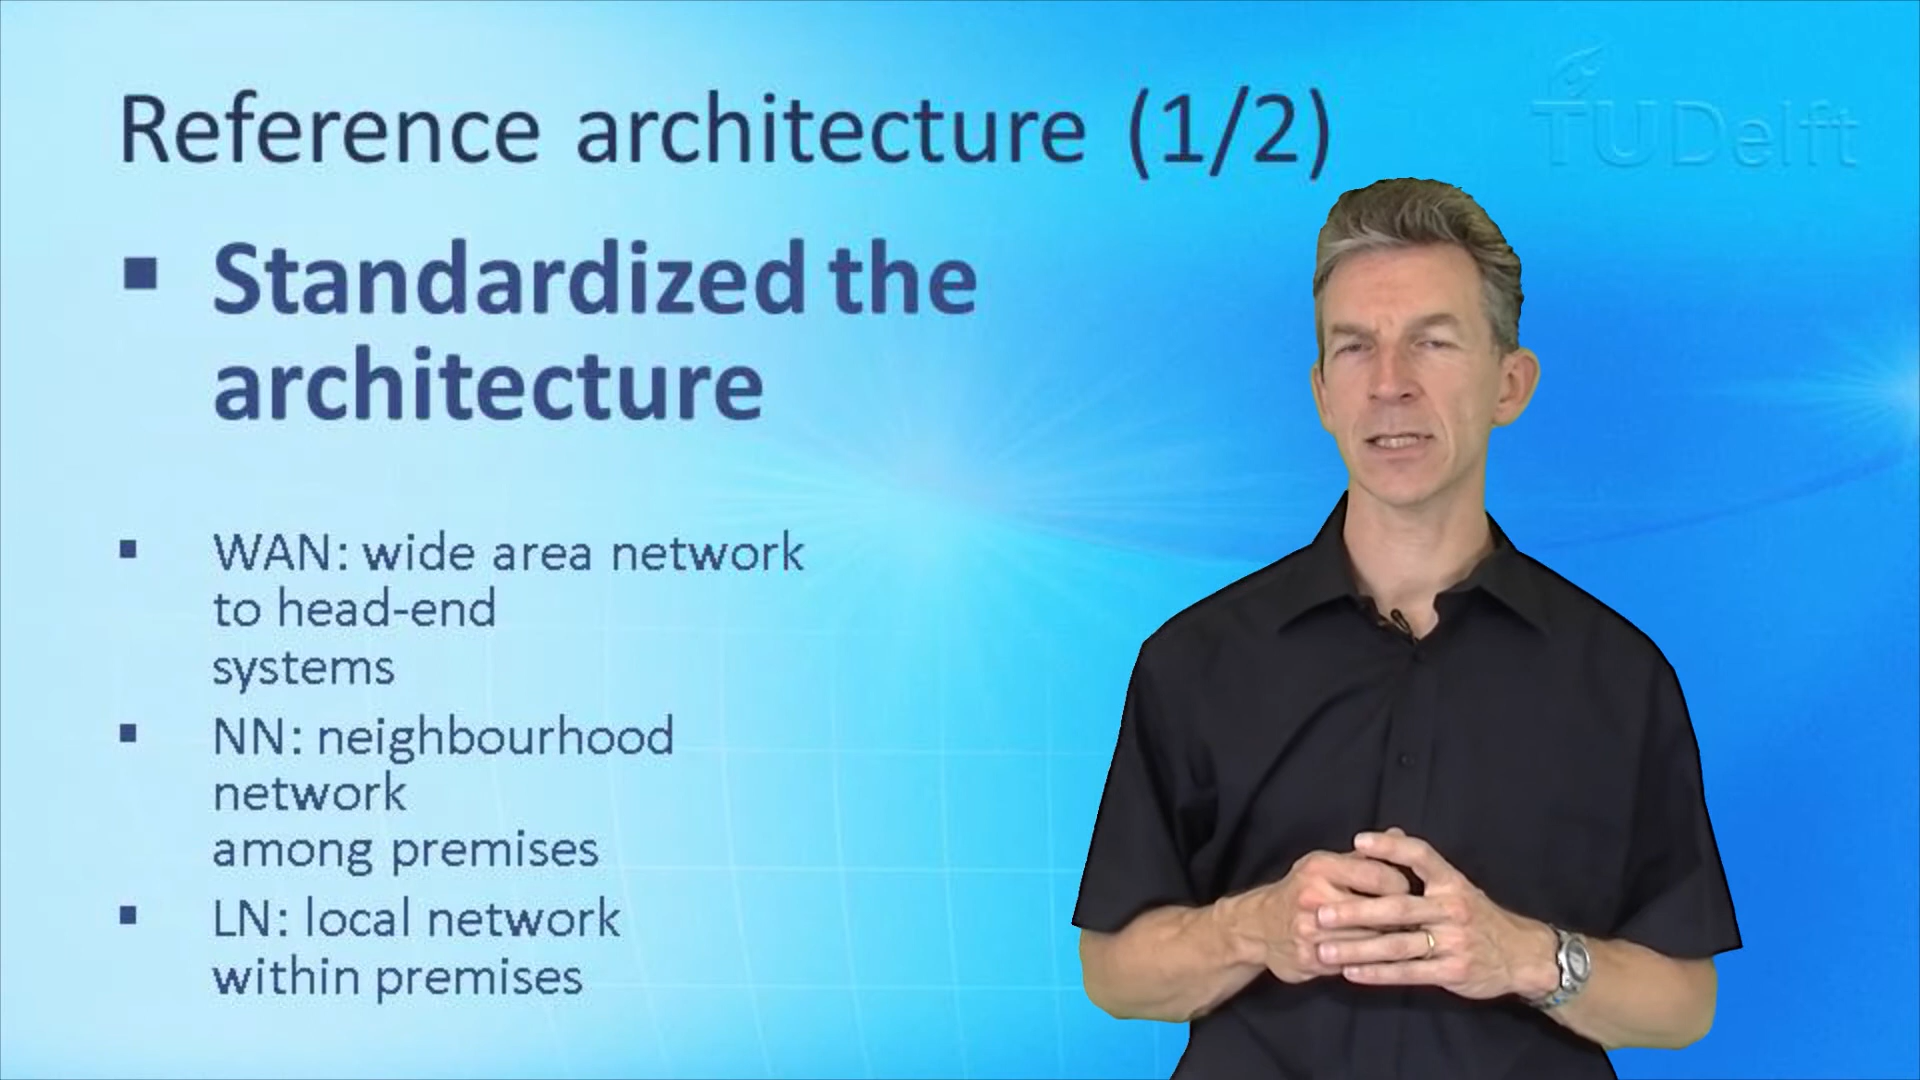 Reference architecture (1/2)
TUDelft
▪ Standardized the
architecture
▪ WAN: wide area network
to head-end
systems
▪ NN: neighbourhood
network
among premises
▪ LN: local network
within premises